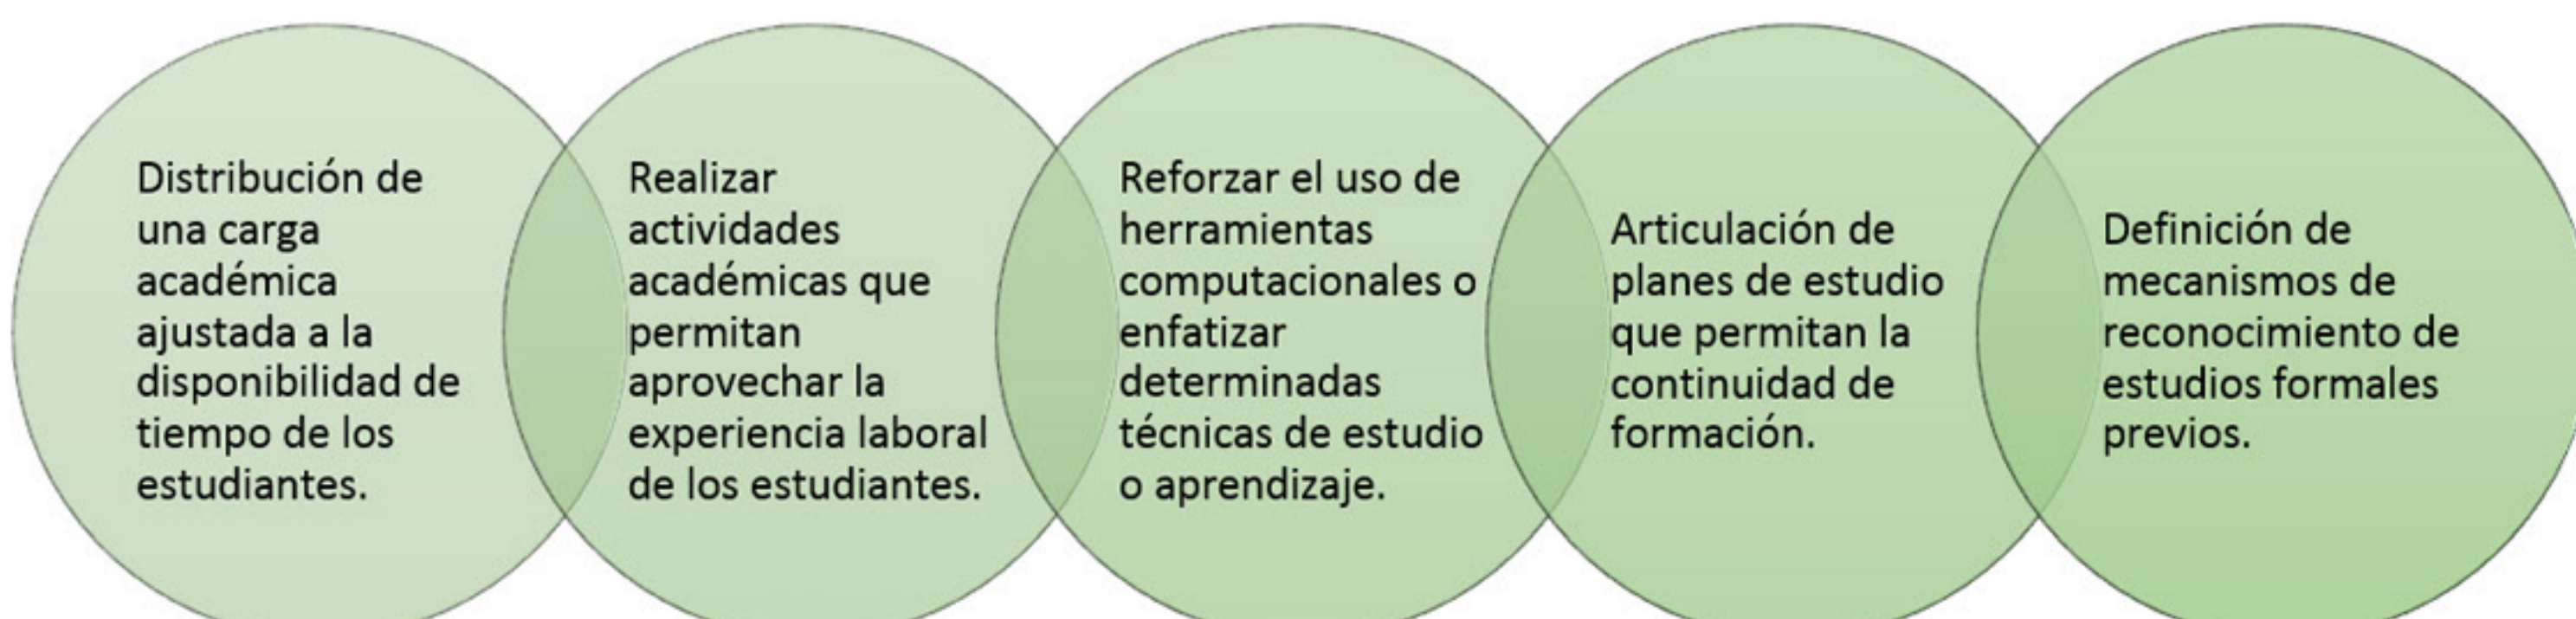 Distribución de
una carga
académica
ajustada a la
disponibilidad de
tiempo de los
estudiantes.
Realizar
actividades
académicas que
permitan
aprovechar la
experiencia laboral
de los estudiantes.
Reforzar el uso de
herramientas
computacionales o
enfatizar
determinadas
técnicas de estudio
o aprendizaje.
Articulación de
planes de estudio
que permitan la
continuidad de
formación.
Definición de
mecanismos de
reconocimiento de
estudios formales
previos.